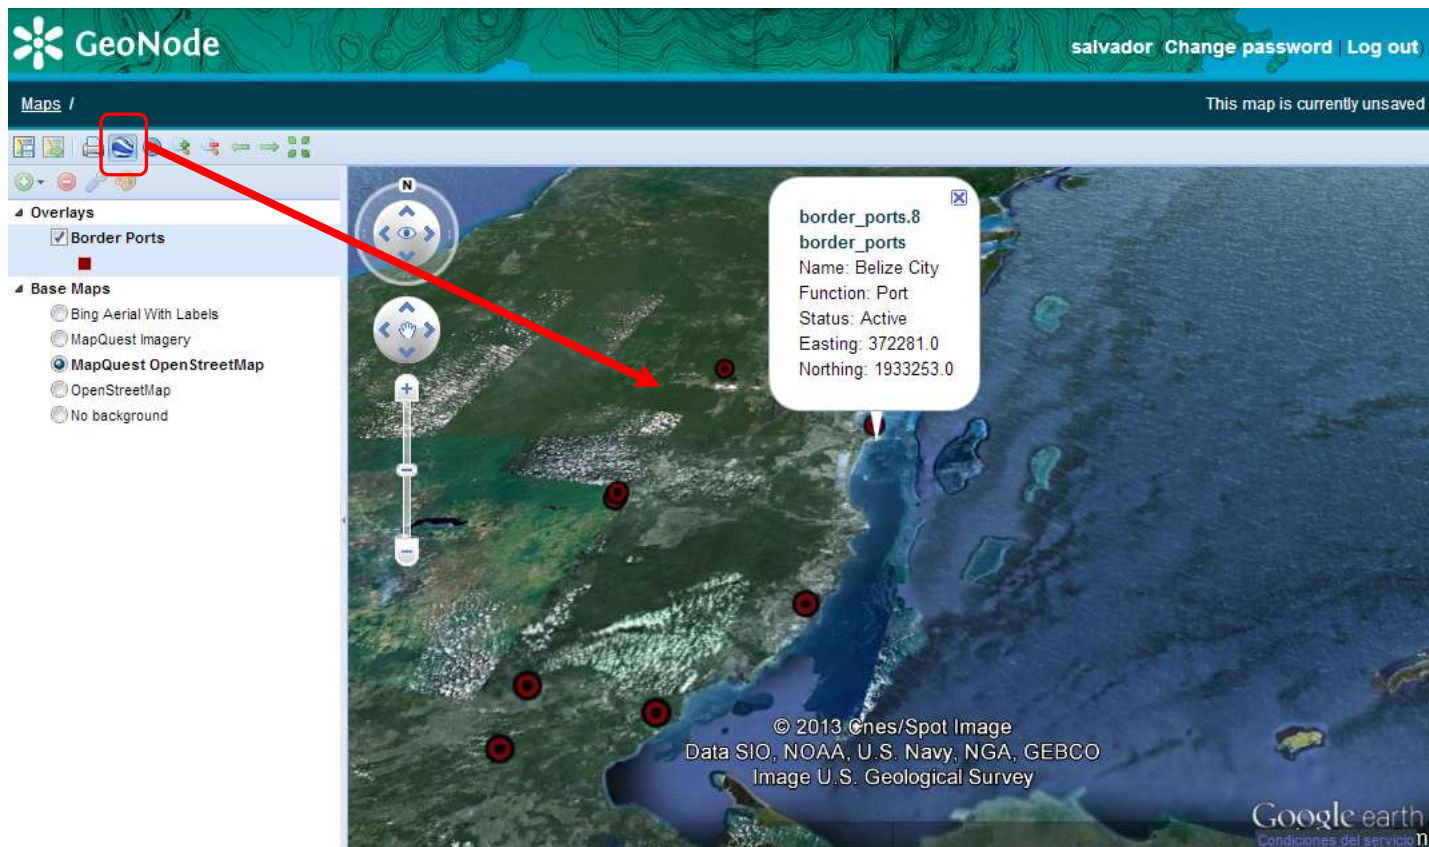 GeoNode
salvador Change password | Log out)
Maps /
This map is currently unsaved
Overlays
Border Ports
Base Maps
Bing Aerial With Labels
MapQuest Imagery
MapQuest OpenStreetMap
OpenStreetMap
No background
N
border_ports.8
border_ports
Name: Belize City
Function: Port
Status: Active
Easting: 372281.0
Northing: 1933253.0
© 2013 Cnes/Spot Image
Data SIO, NOAA, U.S. Navy, NGA, GEBCO
Image U.S. Geological Survey
Google earth
Condiciones del servicio
n